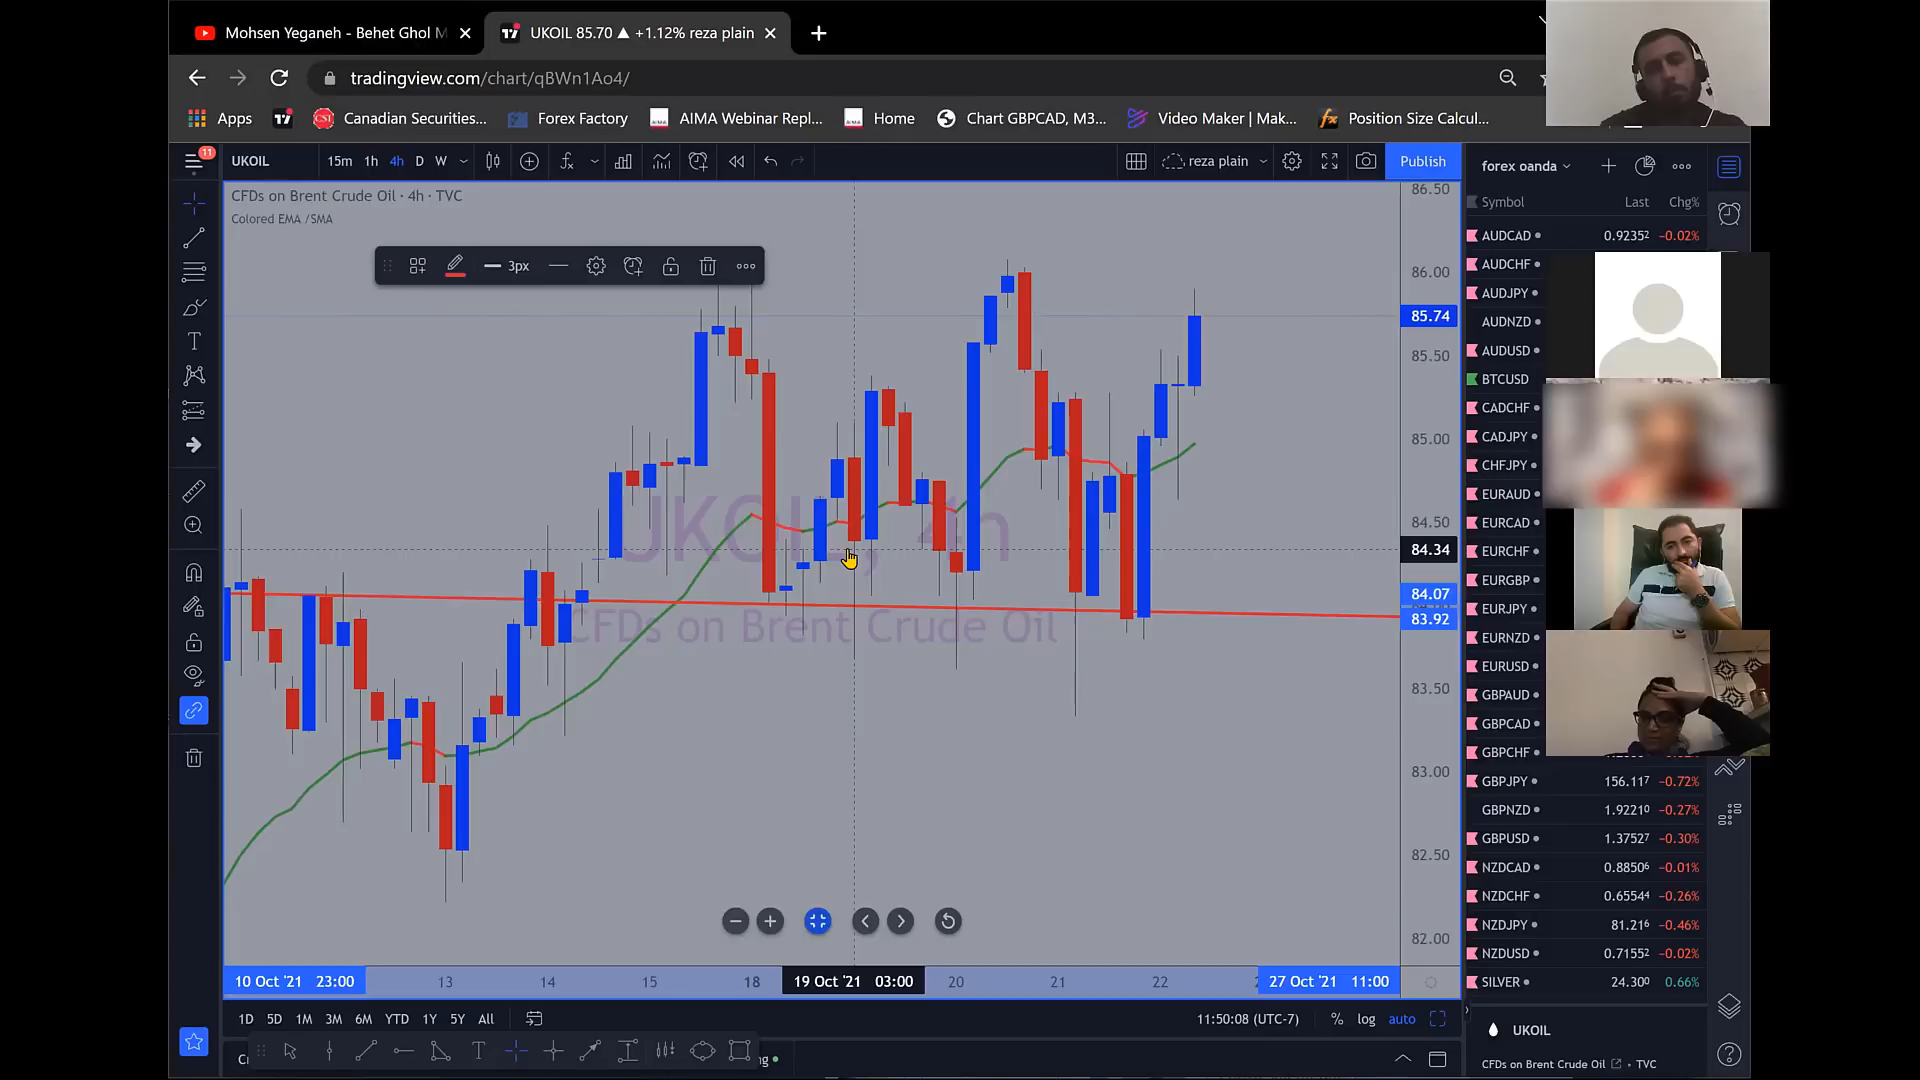 Mohsen Yeganeh - Behet Ghol M
UKOIL 85.70 ▲ +1.12% reza plain
tradingview.com/chart/qBWn1Ao4/
Apps
Canadian Securities...
Forex Factory
AIMA Webinar Repl...
Home
Chart GBPCAD, M3...
Video Maker | Mak...
Position Size Calcul...
11
UKOIL
15m 1h 4h D W
reza plain
Publish
forex oanda
CFDs on Brent Crude Oil · 4h · TVC
Colored EMA /SMA
3px
UKOIL, 4h
CFDs on Brent Crude Oil
86.50
86.00
85.74
85.50
85.00
84.50
84.34
84.07
83.92
83.50
83.00
82.50
82.00
10 Oct '21 23:00
13
14
15
18
19 Oct '21 03:00
20
21
22
27 Oct '21 11:00
1D 5D 1M 3M 6M YTD 1Y 5Y All
11:50:08 (UTC-7)
% log auto
Symbol Last Chg%
AUDCAD 0.92352 −0.02%
AUDCHF
AUDJPY
AUDNZD
AUDUSD
BTCUSD
CADCHF
CADJPY
CHFJPY
EURAUD
EURCAD
EURCHF
EURGBP
EURJPY
EURNZD
EURUSD
GBPAUD
GBPCAD
GBPCHF
GBPJPY 156.117 −0.72%
GBPNZD 1.92210 −0.27%
GBPUSD 1.37527 −0.30%
NZDCAD 0.88506 −0.01%
NZDCHF 0.65544 −0.26%
NZDJPY 81.216 −0.46%
NZDUSD 0.71552 −0.02%
SILVER 24.300 0.66%
UKOIL
CFDs on Brent Crude Oil · TVC